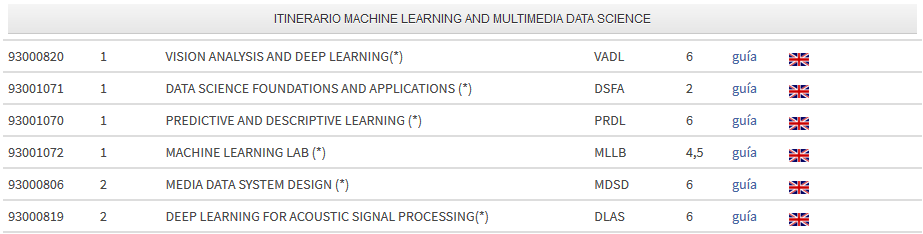 ITINERARIO MACHINE LEARNING AND MULTIMEDIA DATA SCIENCE
93000820 1 VISION ANALYSIS AND DEEP LEARNING(*) VADL 6 guía
93001071 1 DATA SCIENCE FOUNDATIONS AND APPLICATIONS (*) DSFA 2 guía
93001070 1 PREDICTIVE AND DESCRIPTIVE LEARNING (*) PRDL 6 guía
93001072 1 MACHINE LEARNING LAB (*) MLLB 4,5 guía
93000806 2 MEDIA DATA SYSTEM DESIGN (*) MDSD 6 guía
93000819 2 DEEP LEARNING FOR ACOUSTIC SIGNAL PROCESSING(*) DLAS 6 guía